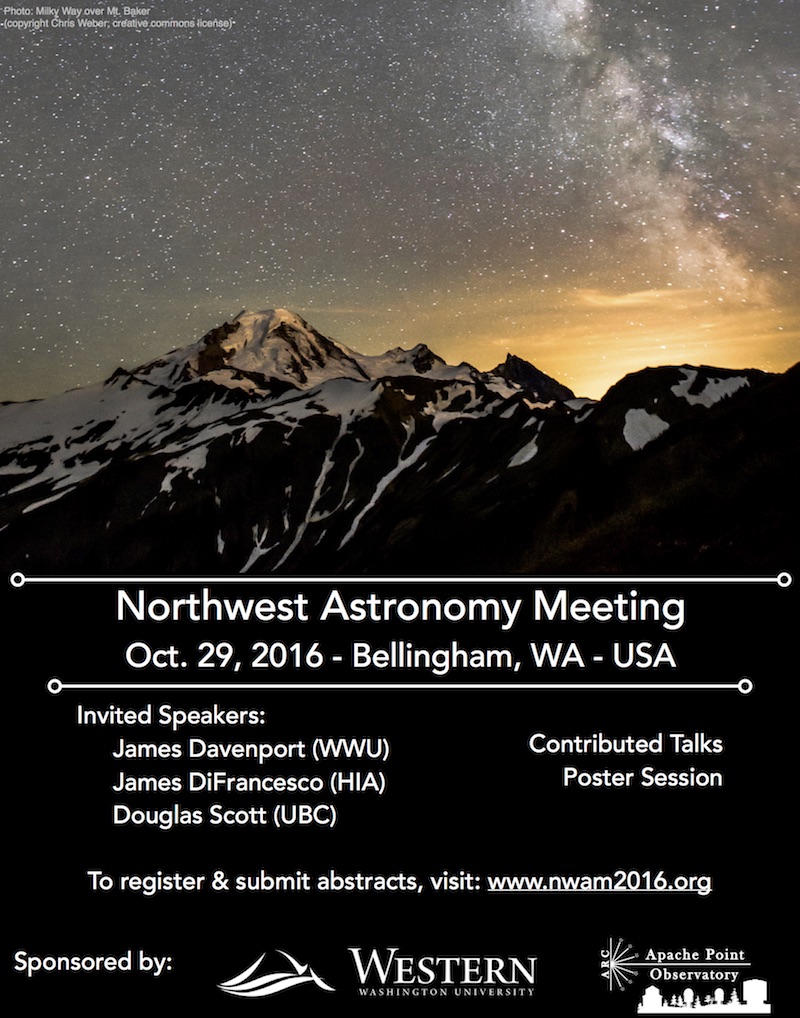 Photo: Milky Way over Mt. Baker
(copyright Chris Weber; creative commons license)
Northwest Astronomy Meeting
Oct. 29, 2016 - Bellingham, WA - USA
Invited Speakers:
James Davenport (WWU)
James DiFrancesco (HIA)
Douglas Scott (UBC)
Contributed Talks
Poster Session
To register & submit abstracts, visit: www.nwam2016.org
Sponsored by:
WESTERN
WASHINGTON UNIVERSITY
ARC
Apache Point
Observatory